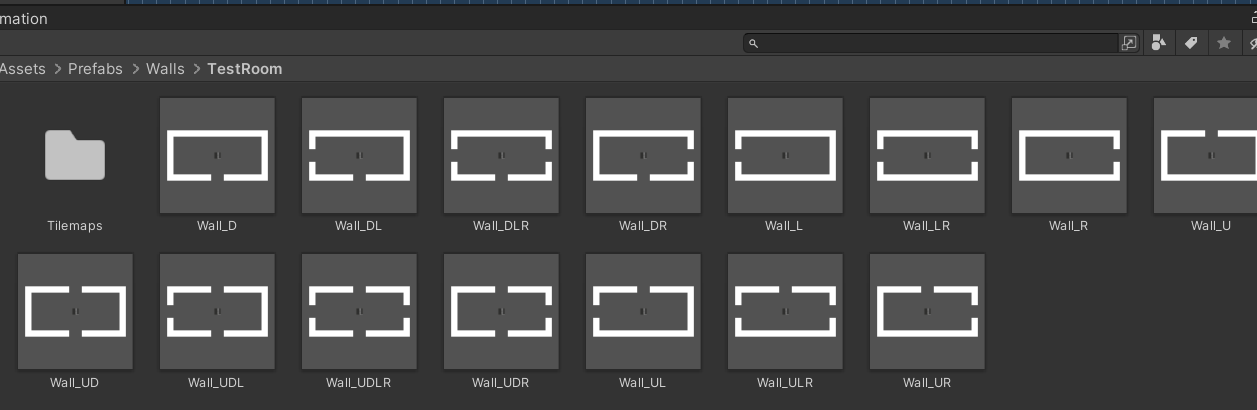 mation
Assets > Prefabs > Walls > TestRoom
Tilemaps Wall_D Wall_DL Wall_DLR Wall_DR Wall_L Wall_LR Wall_R Wall_U
Wall_UD Wall_UDL Wall_UDLR Wall_UDR Wall_UL Wall_ULR Wall_UR